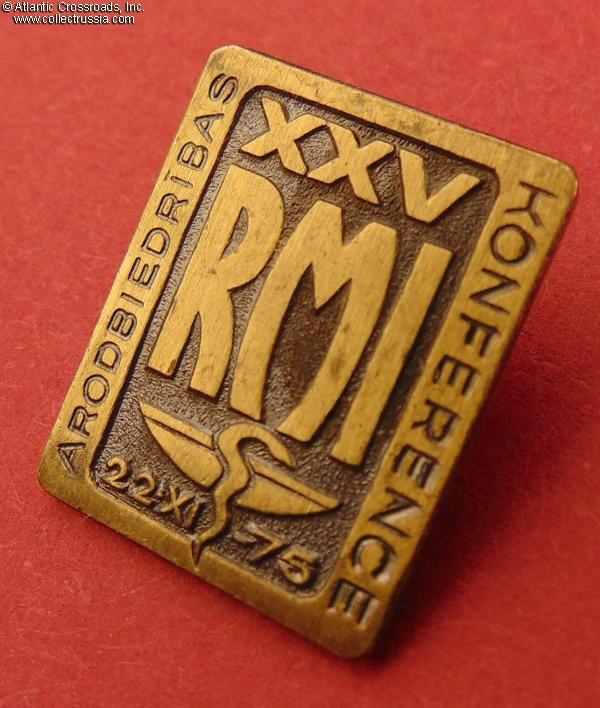 © Atlantic Crossroads, Inc.
www.collectrussia.com
ARODBIEDRĪBAS
XXV
RMI
22·XI 75
KONFERENCE